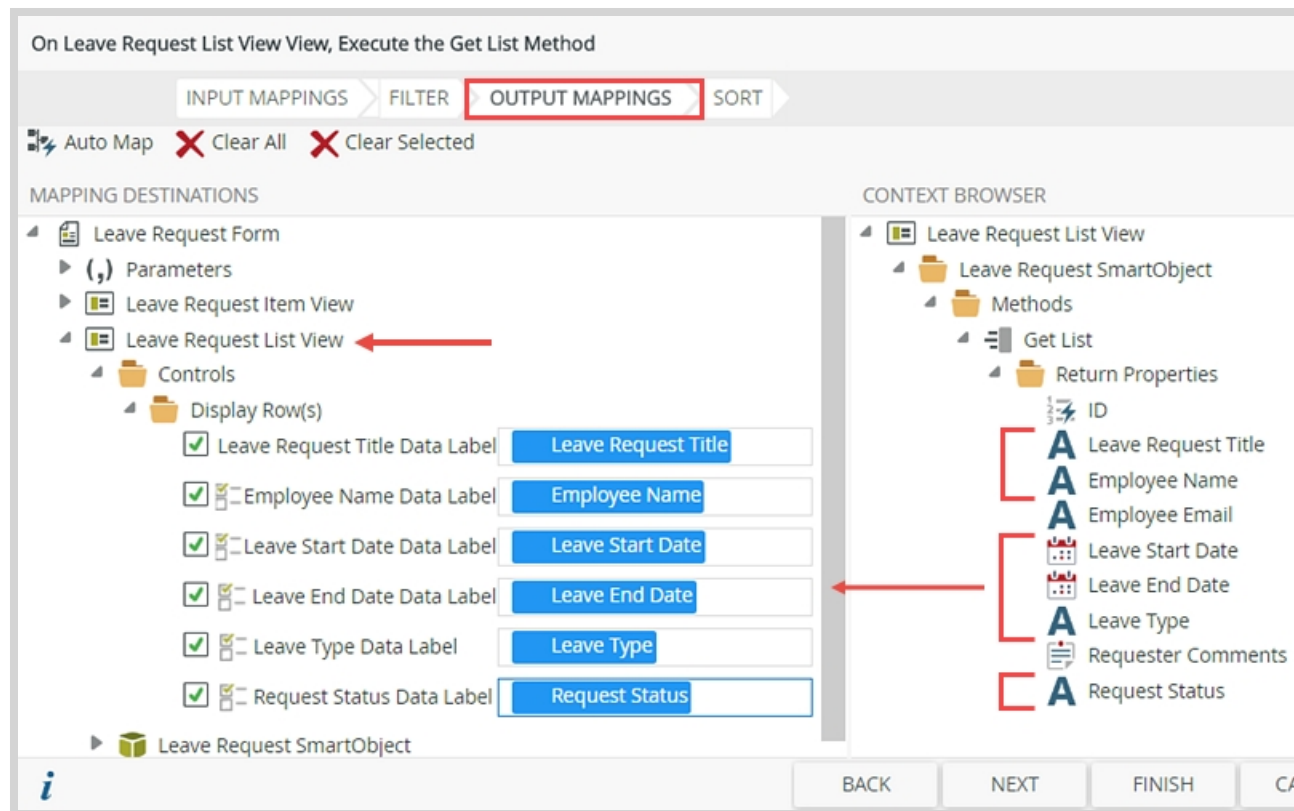 On Leave Request List View View, Execute the Get List Method
INPUT MAPPINGS FILTER OUTPUT MAPPINGS SORT
Auto Map Clear All Clear Selected
MAPPING DESTINATIONS
Leave Request Form
(,) Parameters
Leave Request Item View
Leave Request List View
Controls
Display Row(s)
Leave Request Title Data Label Leave Request Title
Employee Name Data Label Employee Name
Leave Start Date Data Label Leave Start Date
Leave End Date Data Label Leave End Date
Leave Type Data Label Leave Type
Request Status Data Label Request Status
Leave Request SmartObject
CONTEXT BROWSER
Leave Request List View
Leave Request SmartObject
Methods
Get List
Return Properties
ID
A Leave Request Title
A Employee Name
A Employee Email
Leave Start Date
Leave End Date
A Leave Type
Requester Comments
A Request Status
i BACK NEXT FINISH CA